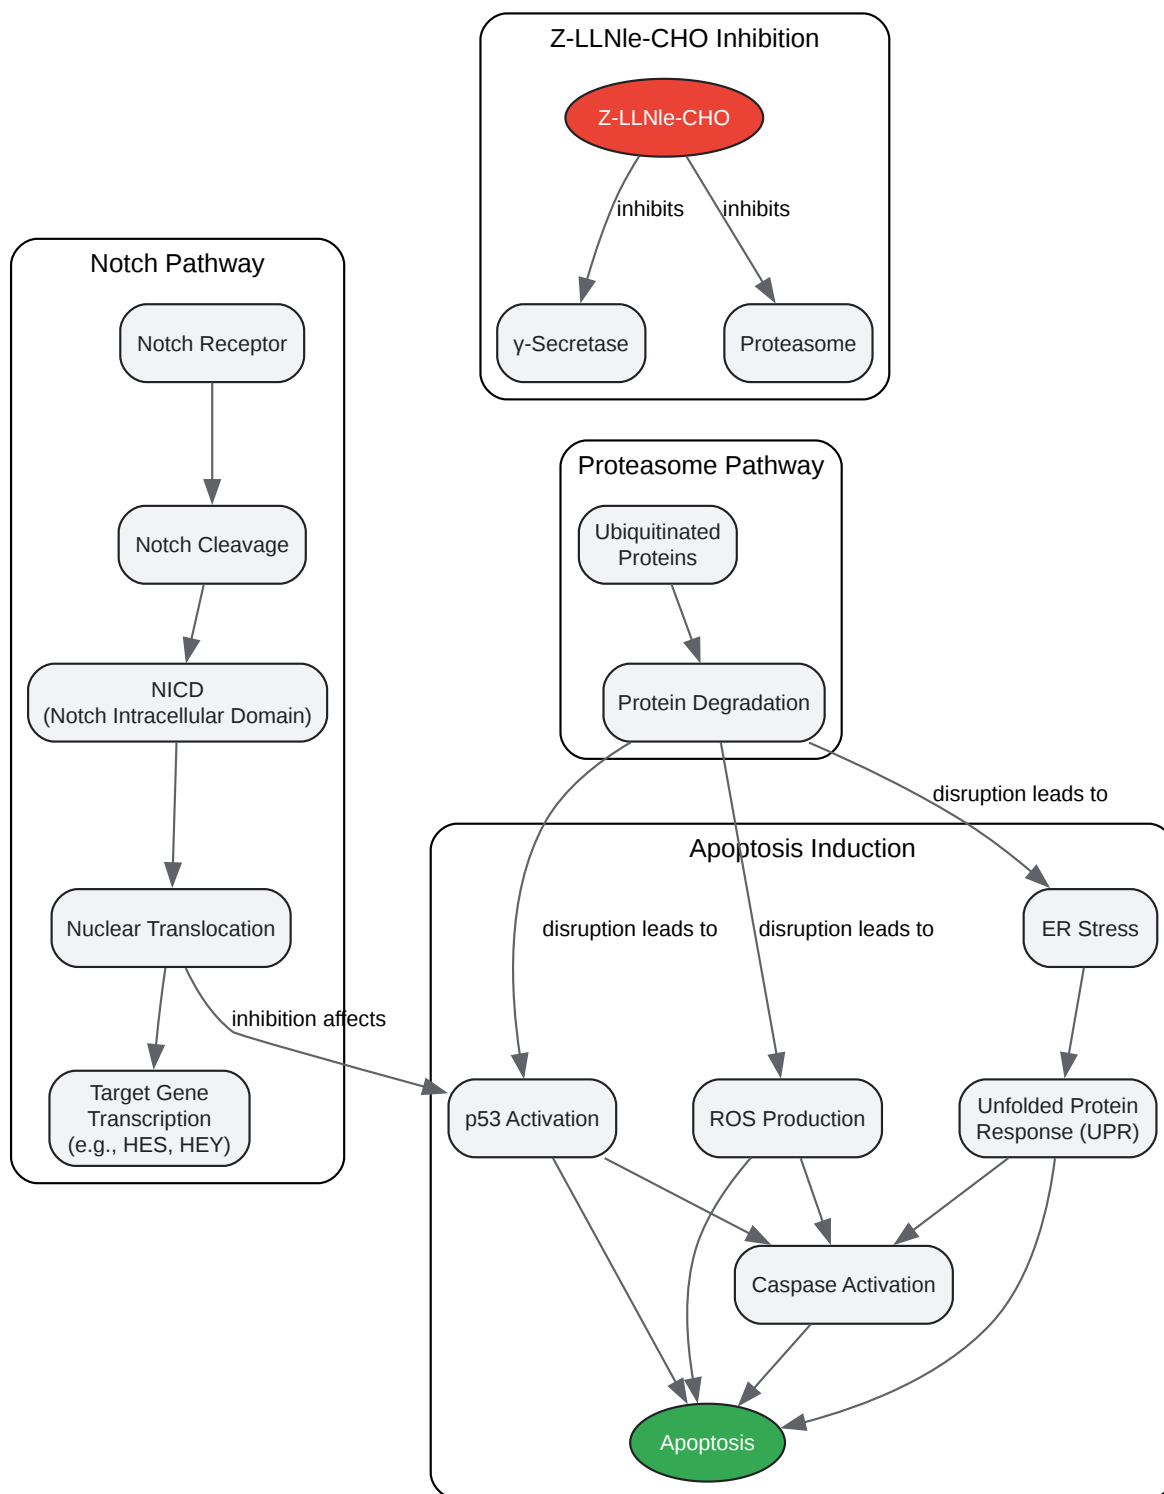 Z-LLNle-CHO Inhibition
Z-LLNle-CHO
inhibits
inhibits
γ-Secretase
Proteasome
Notch Pathway
Notch Receptor
Notch Cleavage
NICD
(Notch Intracellular Domain)
Nuclear Translocation
inhibition affects
Target Gene
Transcription
(e.g., HES, HEY)
Proteasome Pathway
Ubiquitinated
Proteins
Protein Degradation
disruption leads to
Apoptosis Induction
disruption leads to
disruption leads to
ER Stress
p53 Activation
ROS Production
Unfolded Protein
Response (UPR)
Caspase Activation
Apoptosis